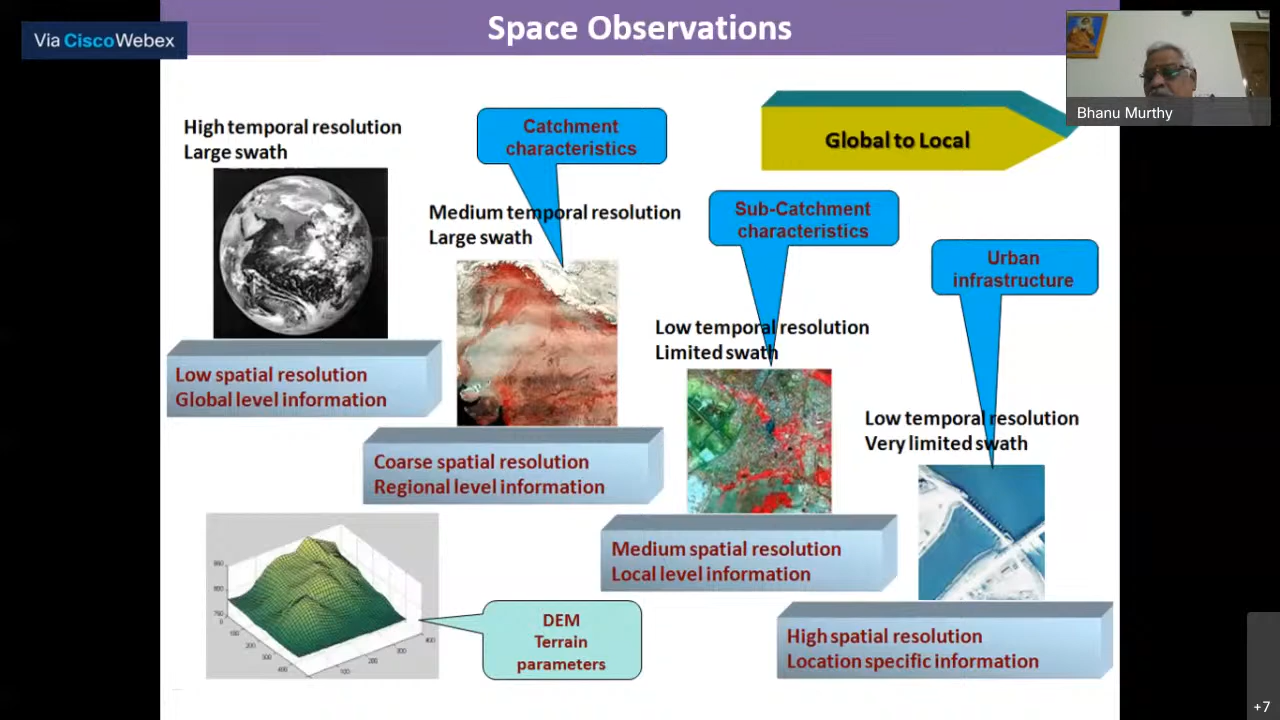 Space Observations
Via Cisco Webex
Bhanu Murthy
High temporal resolution
Large swath
Catchment
characteristics
Global to Local
Medium temporal resolution
Large swath
Sub-Catchment
characteristics
Urban
infrastructure
Low temporal resolution
Limited swath
Low spatial resolution
Global level information
Low temporal resolution
Very limited swath
Coarse spatial resolution
Regional level information
Medium spatial resolution
Local level information
DEM
Terrain
parameters
High spatial resolution
Location specific information
+7